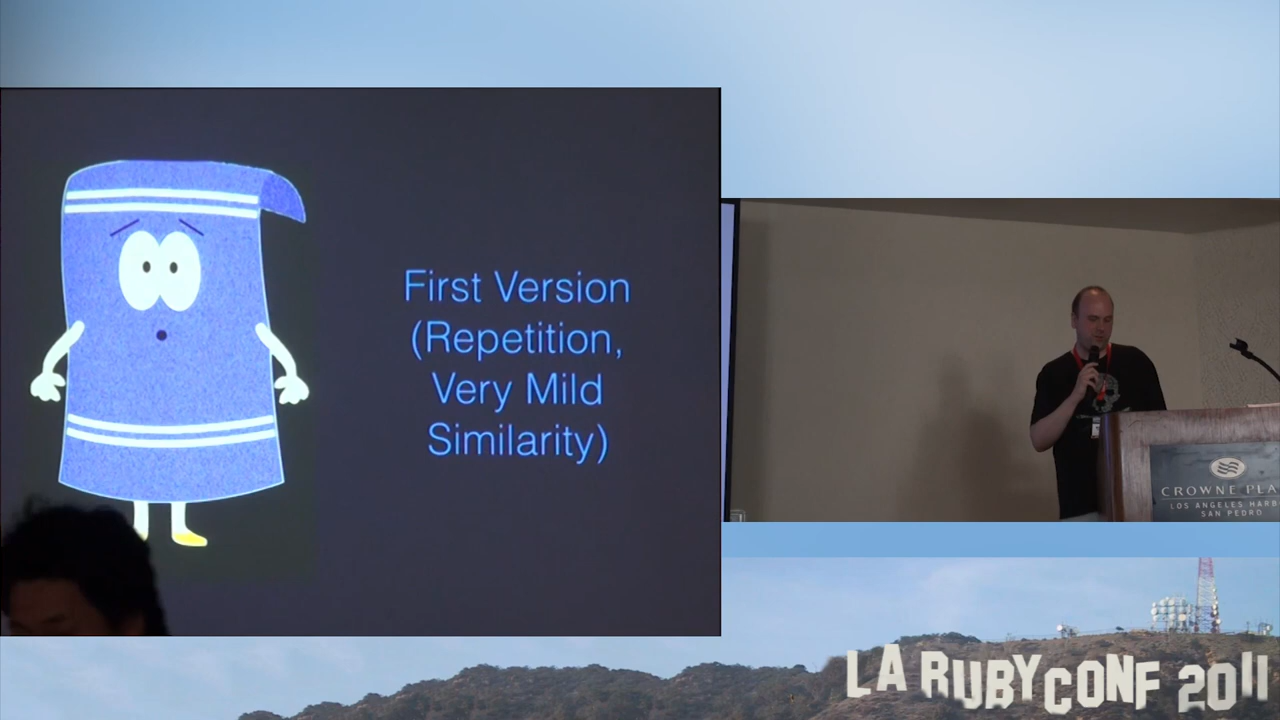 First Version
(Repetition,
Very Mild
Similarity)
CROWNE PLA
LOS ANGELES HARB
SAN PEDRO
LA RUBYCONF 2011